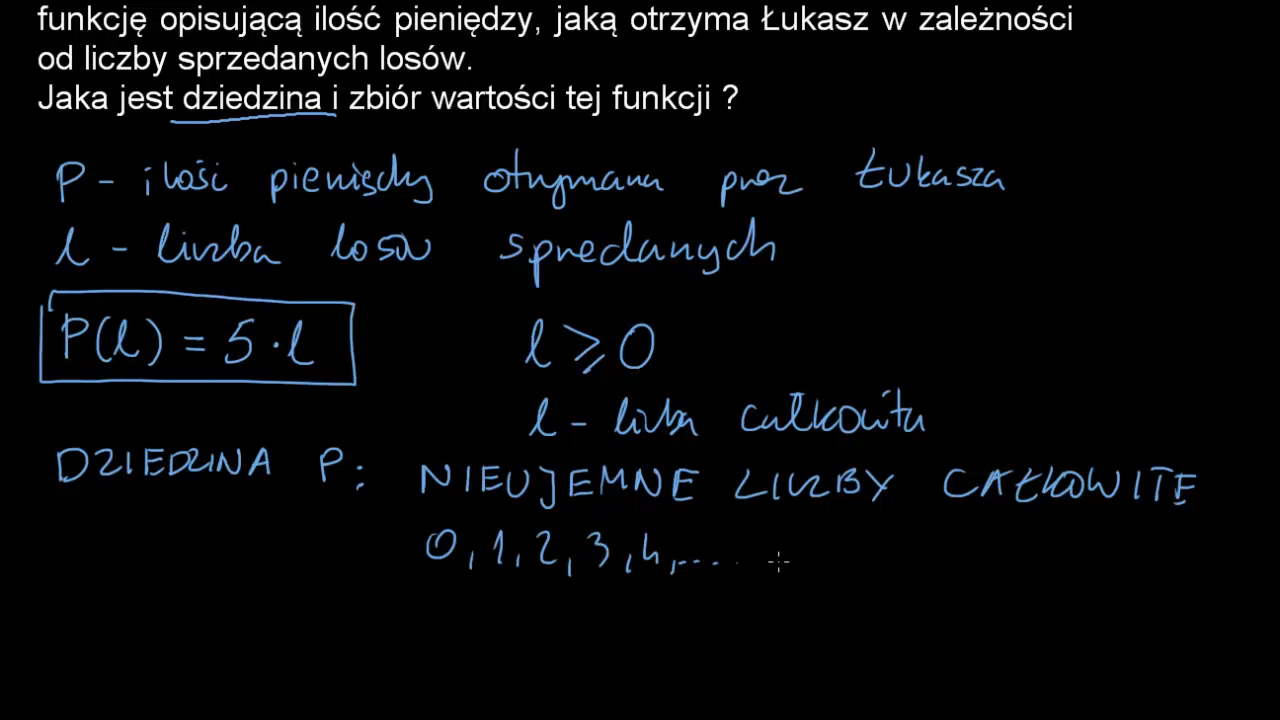 funkcję opisującą ilość pieniędzy, jaką otrzyma Łukasz w zależności
od liczby sprzedanych losów.
Jaka jest dziedzina i zbiór wartości tej funkcji ?
P - ilość pieniędzy otrzymana przez Łukasza
l - liczba losów sprzedanych
P(l) = 5 · l
l ⩾ 0
l - liczba całkowita
DZIEDZINA P: NIEUJEMNE LICZBY CAŁKOWITE
0, 1, 2, 3, 4, ....